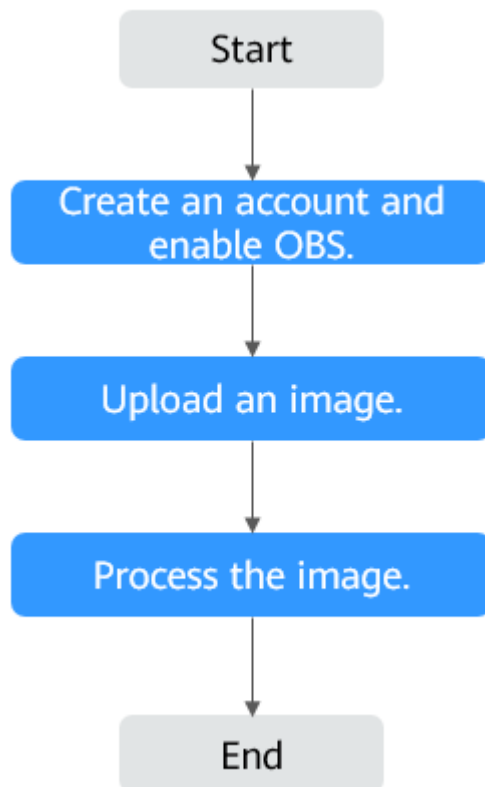 Start
Create an account and
enable OBS.
Upload an image.
Process the image.
End